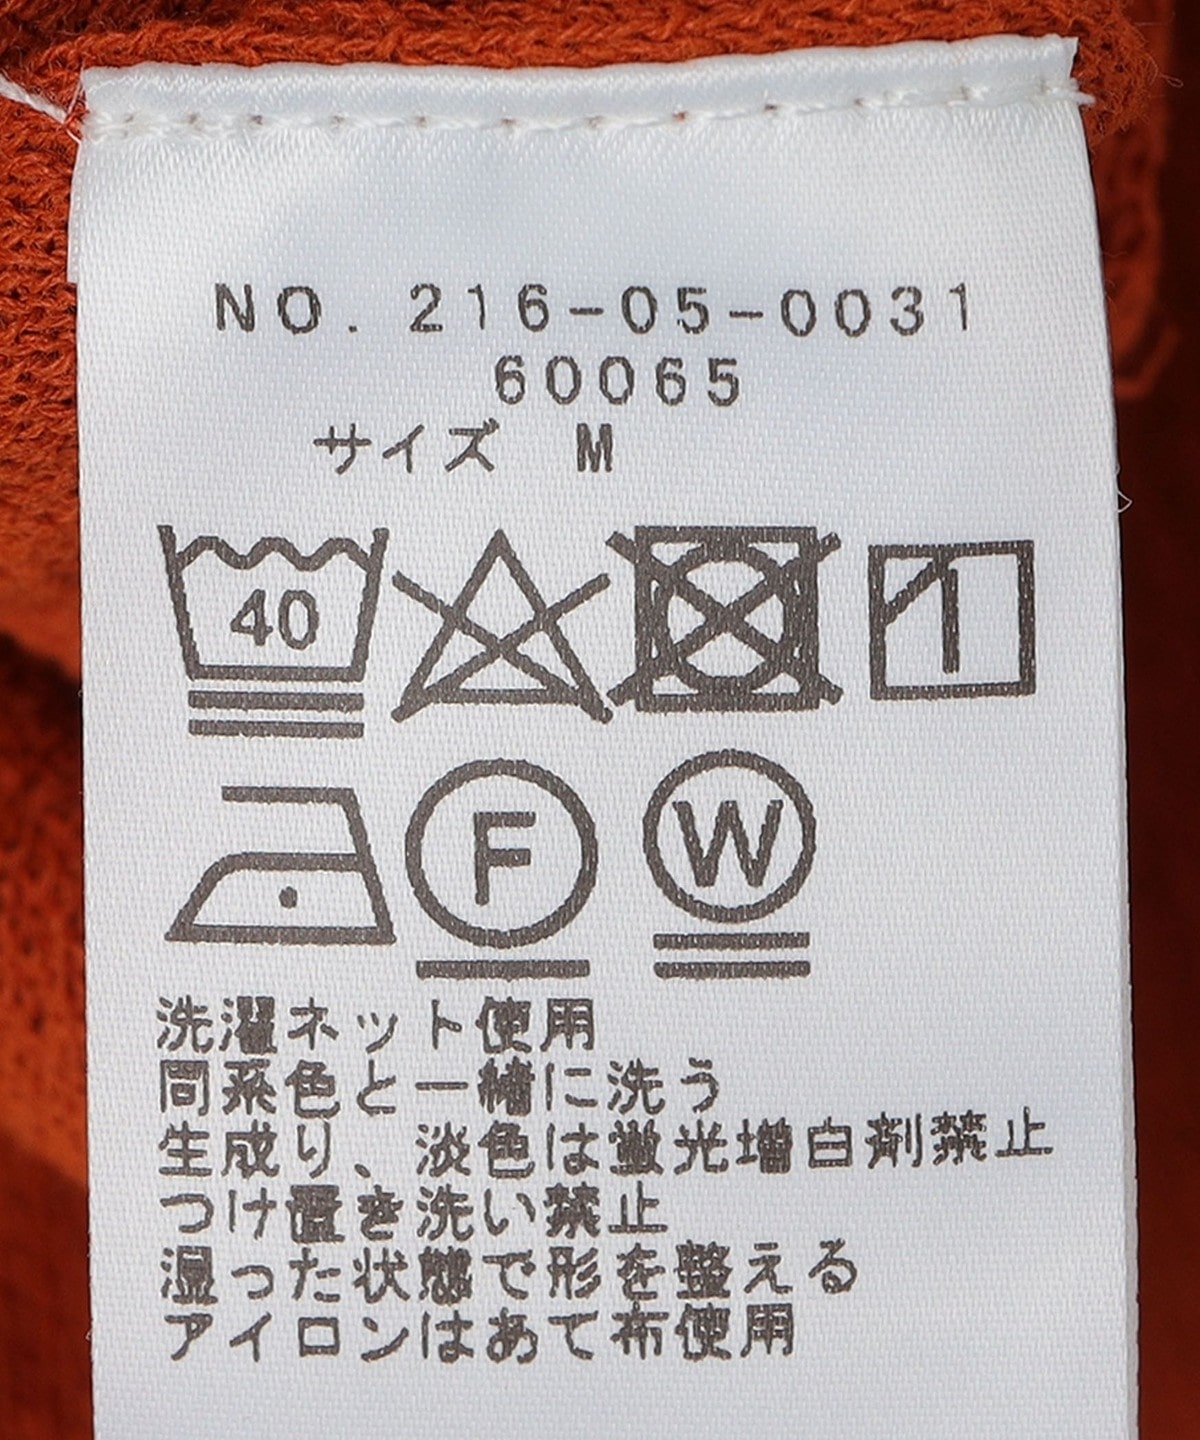 NO. 216-05-0031
60065
サイズ M
40
F
W
洗濯ネット使用
同系色と一緒に洗う
生成り、淡色は蛍光増白剤禁止
つけ置き洗い禁止
湿った状態で形を整える
アイロンはあて布使用